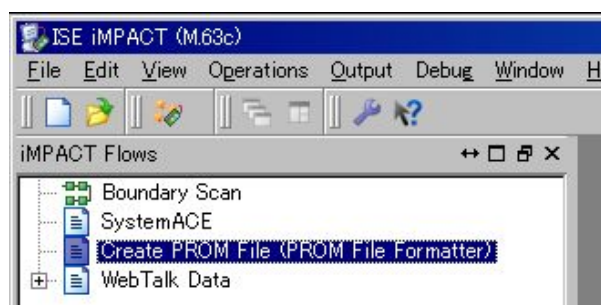 ISE iMPACT (M.63c)
File Edit View Operations Output Debug Window H
iMPACT Flows
Boundary Scan
SystemACE
Create PROM File (PROM File Formatter)
WebTalk Data